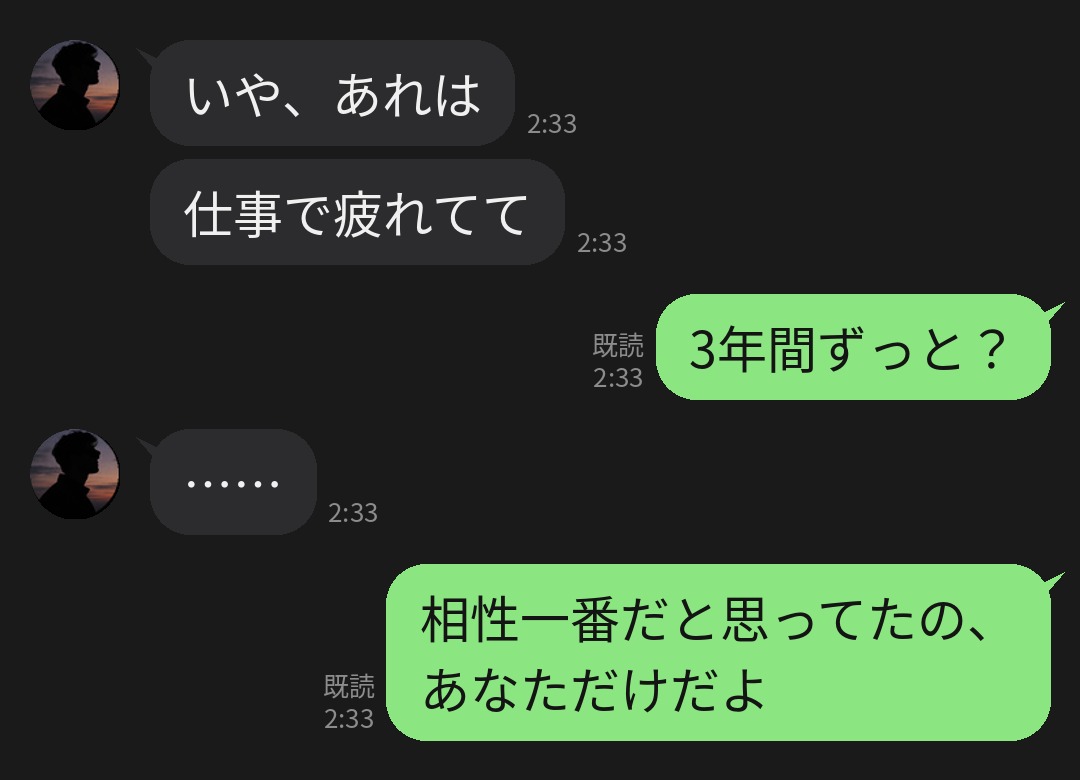 いや、あれは
2:33
仕事で疲れてて
2:33
3年間ずっと？
既読
2:33
……
2:33
相性一番だと思ってたの、
あなただけだよ
既読
2:33